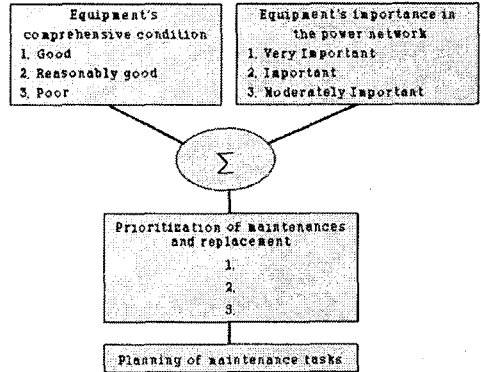 Equipment's
comprehensive condition
1. Good
2. Reasonably good
3. Poor
Equipment's importance in
the power network
1. Very Important
2. Important
3. Moderately Important
Σ
Prioritization of maintenances
and replacement
1.
2.
3.
Planning of maintenance tasks